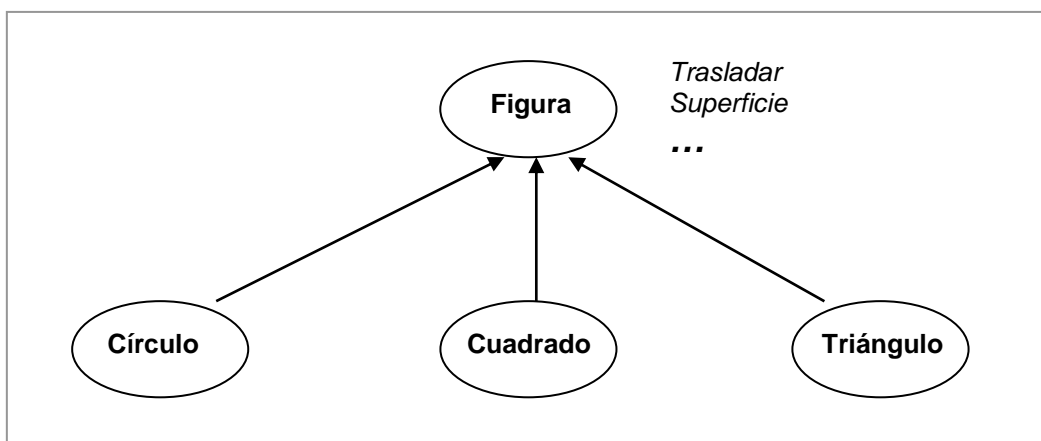 Figura
Trasladar
Superficie
...
Círculo
Cuadrado
Triángulo